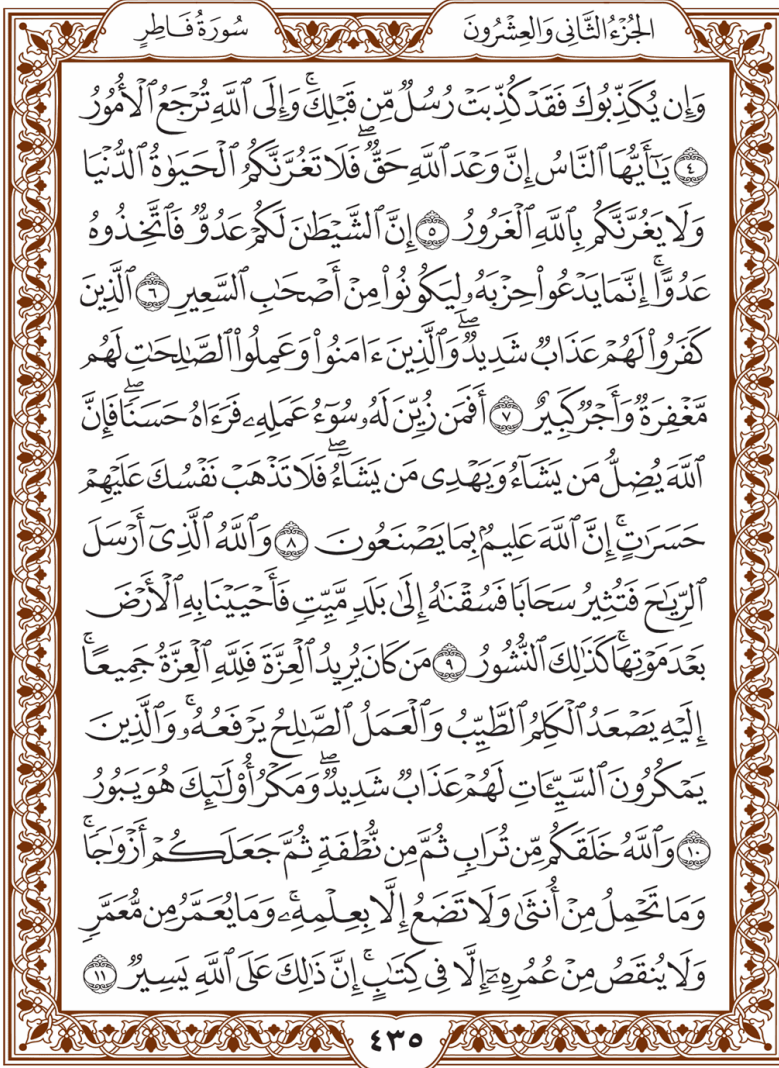 الجُزْءُ الثَّانِي وَالعِشْرُونَ
سُورَةُ فَاطِرٍ
وَإِن يُكَذِّبُوكَ فَقَدۡ كُذِّبَتۡ رُسُلٞ مِّن قَبۡلِكَۚ وَإِلَى ٱللَّهِ تُرۡجَعُ ٱلۡأُمُورُ
٤ يَـٰٓأَيُّهَا ٱلنَّاسُ إِنَّ وَعۡدَ ٱللَّهِ حَقّٞۖ فَلَا تَغُرَّنَّكُمُ ٱلۡحَيَوٰةُ ٱلدُّنۡيَا
وَلَا يَغُرَّنَّكُم بِٱللَّهِ ٱلۡغَرُورُ ٥ إِنَّ ٱلشَّيۡطَٰنَ لَكُمۡ عَدُوّٞ فَٱتَّخِذُوهُ
عَدُوًّاۚ إِنَّمَا يَدۡعُواْ حِزۡبَهُۥ لِيَكُونُواْ مِنۡ أَصۡحَٰبِ ٱلسَّعِيرِ ٦ ٱلَّذِينَ
كَفَرُواْ لَهُمۡ عَذَابٞ شَدِيدٞۖ وَٱلَّذِينَ ءَامَنُواْ وَعَمِلُواْ ٱلصَّٰلِحَٰتِ لَهُم
مَّغۡفِرَةٞ وَأَجۡرٞ كَبِيرٌ ٧ أَفَمَن زُيِّنَ لَهُۥ سُوٓءُ عَمَلِهِۦ فَرَءَاهُ حَسَنٗاۖ فَإِنَّ
ٱللَّهَ يُضِلُّ مَن يَشَآءُ وَيَهۡدِي مَن يَشَآءُۖ فَلَا تَذۡهَبۡ نَفۡسُكَ عَلَيۡهِمۡ
حَسَرَٰتٍۚ إِنَّ ٱللَّهَ عَلِيمُۢ بِمَا يَصۡنَعُونَ ٨ وَٱللَّهُ ٱلَّذِيٓ أَرۡسَلَ
ٱلرِّيَٰحَ فَتُثِيرُ سَحَابٗا فَسُقۡنَٰهُ إِلَىٰ بَلَدٖ مَّيِّتٖ فَأَحۡيَيۡنَا بِهِ ٱلۡأَرۡضَ
بَعۡدَ مَوۡتِهَاۚ كَذَٰلِكَ ٱلنُّشُورُ ٩ مَن كَانَ يُرِيدُ ٱلۡعِزَّةَ فَلِلَّهِ ٱلۡعِزَّةُ جَمِيعًاۚ
إِلَيۡهِ يَصۡعَدُ ٱلۡكَلِمُ ٱلطَّيِّبُ وَٱلۡعَمَلُ ٱلصَّٰلِحُ يَرۡفَعُهُۥۚ وَٱلَّذِينَ
يَمۡكُرُونَ ٱلسَّيِّـَٔاتِ لَهُمۡ عَذَابٞ شَدِيدٞۖ وَمَكۡرُ أُوْلَـٰٓئِكَ هُوَ يَبُورُ
١٠ وَٱللَّهُ خَلَقَكُم مِّن تُرَابٖ ثُمَّ مِن نُّطۡفَةٖ ثُمَّ جَعَلَكُمۡ أَزۡوَٰجٗاۚ
وَمَا تَحۡمِلُ مِنۡ أُنثَىٰ وَلَا تَضَعُ إِلَّا بِعِلۡمِهِۦۚ وَمَا يُعَمَّرُ مِن مُّعَمَّرٖ
وَلَا يُنقَصُ مِنۡ عُمُرِهِۦٓ إِلَّا فِي كِتَٰبٍۚ إِنَّ ذَٰلِكَ عَلَى ٱللَّهِ يَسِيرٞ ١١
٤٣٥